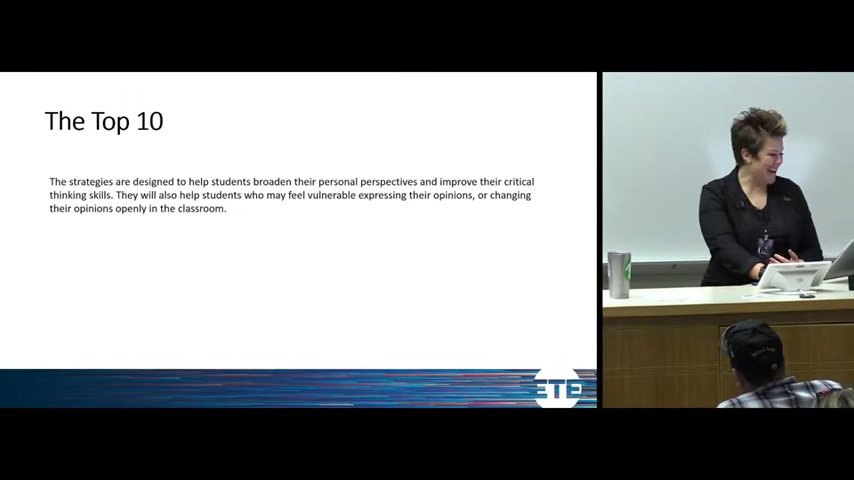 The Top 10
The strategies are designed to help students broaden their personal perspectives and improve their critical
thinking skills. They will also help students who may feel vulnerable expressing their opinions, or changing
their opinions openly in the classroom.
ETE